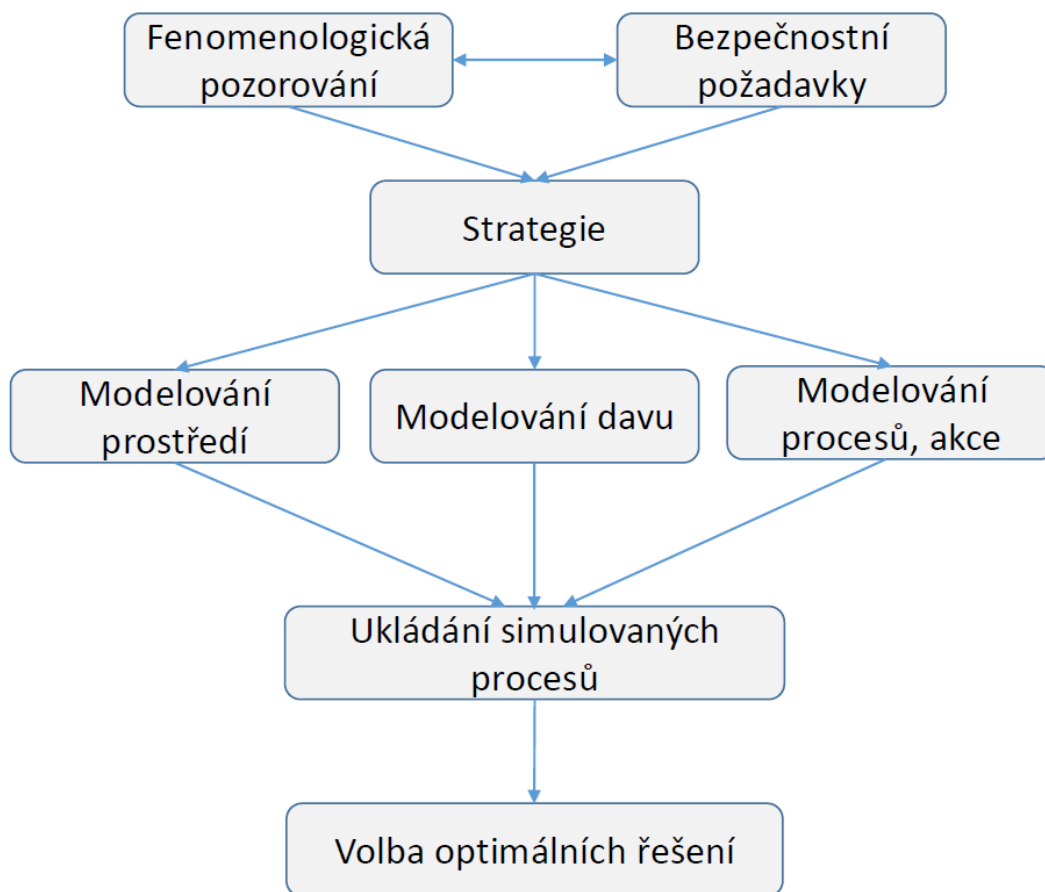 Fenomenologická
pozorování
Bezpečnostní
požadavky
Strategie
Modelování
prostředí
Modelování davu
Modelování
procesů, akce
Ukládání simulovaných
procesů
Volba optimálních řešení